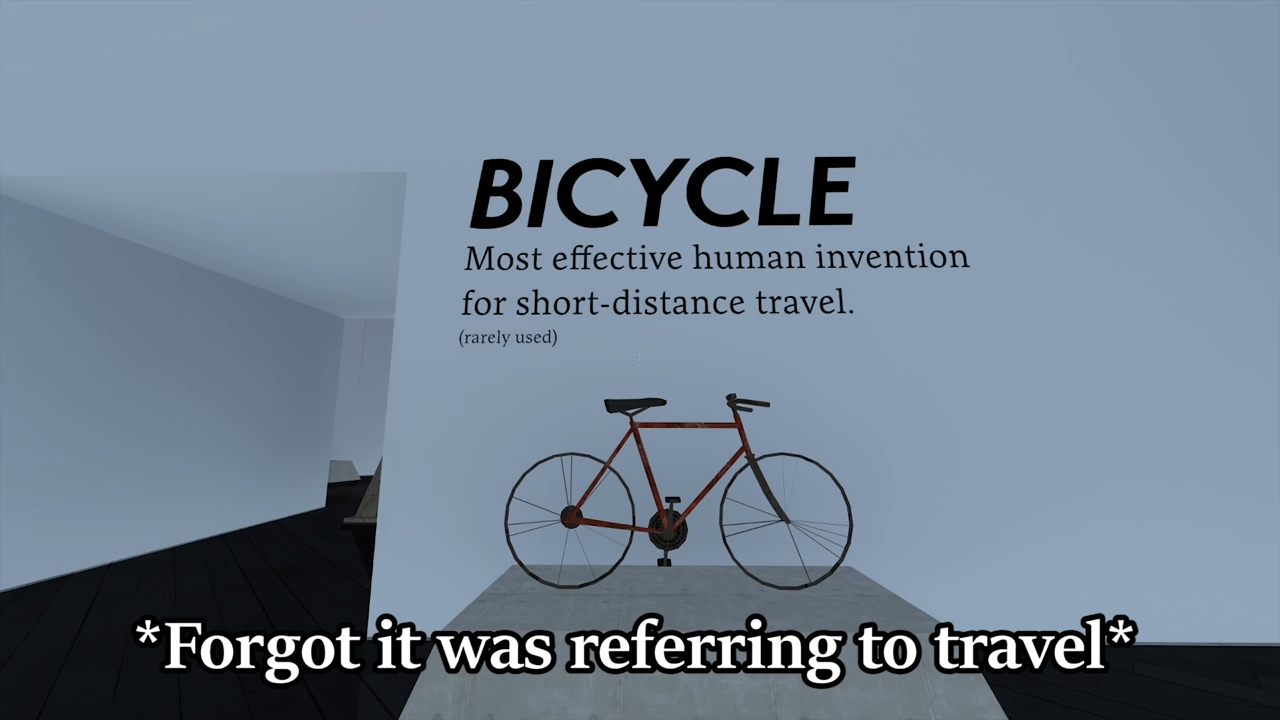 BICYCLE
Most effective human invention
for short-distance travel.
(rarely used)
*Forgot it was referring to travel*